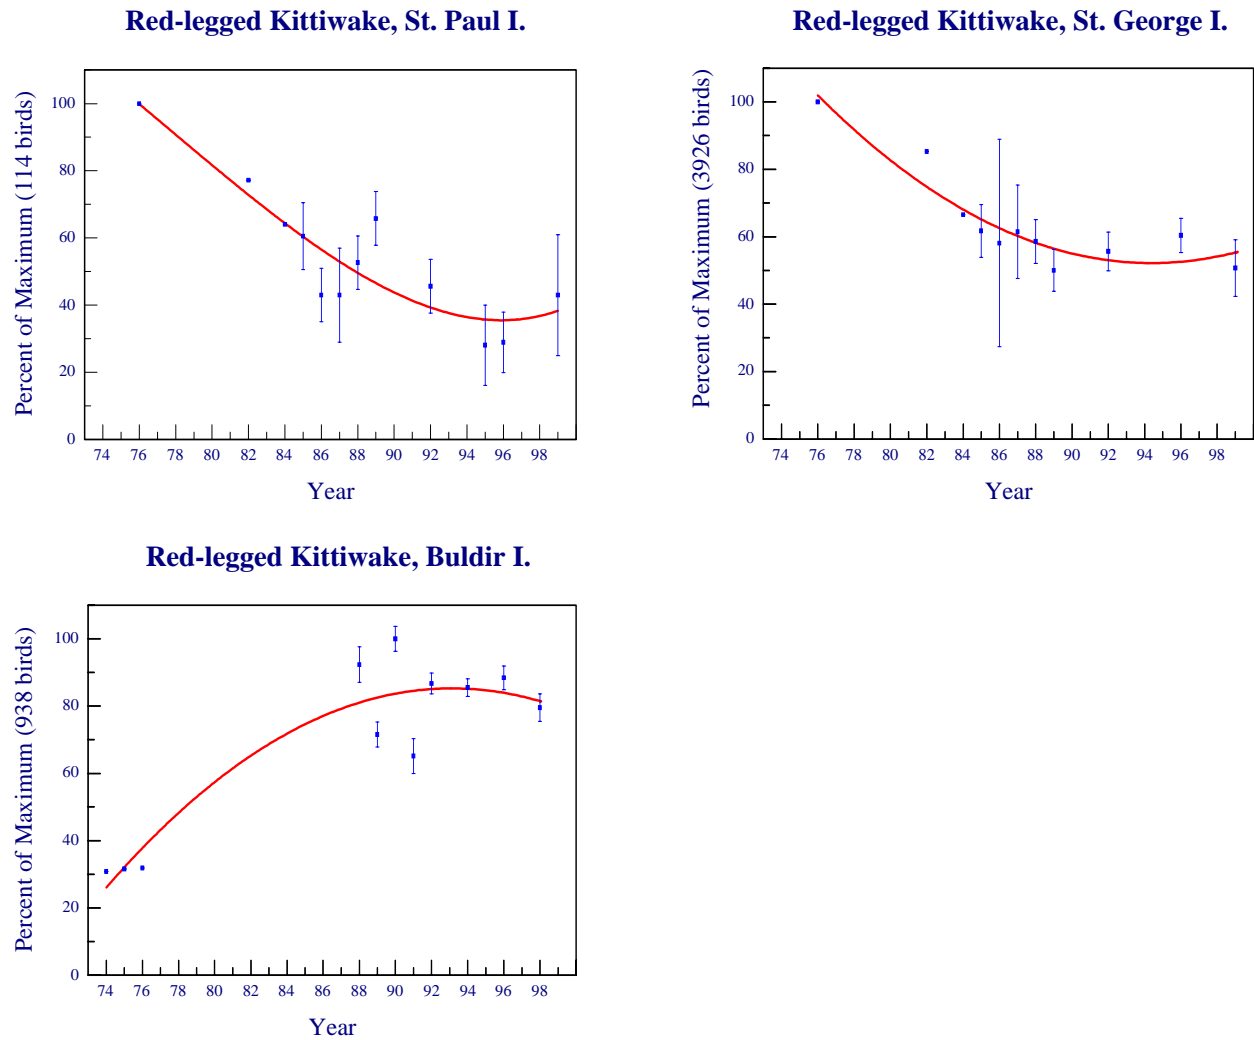 Red-legged Kittiwake, St. Paul I.
Percent of Maximum (114 birds)
100
80
60
40
20
0
74 76 78 80 82 84 86 88 90 92 94 96 98
Year
Red-legged Kittiwake, St. George I.
Percent of Maximum (3926 birds)
100
80
60
40
20
0
74 76 78 80 82 84 86 88 90 92 94 96 98
Year
Red-legged Kittiwake, Buldir I.
Percent of Maximum (938 birds)
100
80
60
40
20
0
74 76 78 80 82 84 86 88 90 92 94 96 98
Year